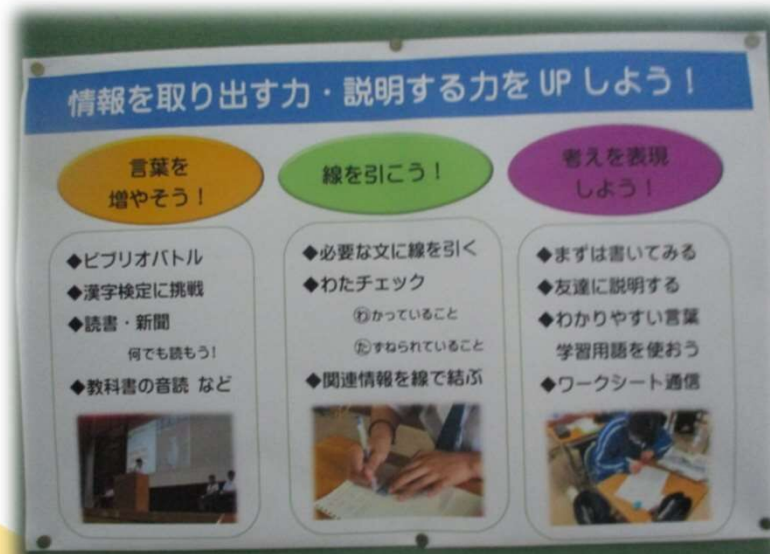 情報を取り出す力・説明する力を UP しよう！
言葉を
増やそう！
◆ビブリオバトル
◆漢字検定に挑戦
◆読書・新聞
何でも読もう！
◆教科書の音読 など
線を引こう！
◆必要な文に線を引く
◆わたチェック
㋻かっていること
㋟ずねられていること
◆関連情報を線で結ぶ
考えを表現
しよう！
◆まずは書いてみる
◆友達に説明する
◆わかりやすい言葉
学習用語を使おう
◆ワークシート通信